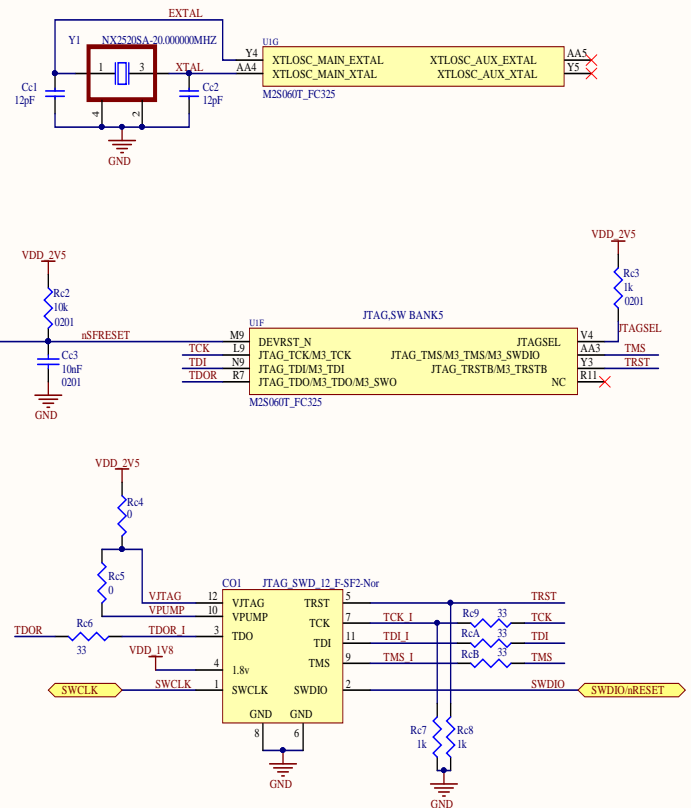 EXTAL
Y1 NX2520SA-20.000000MHZ
U1G
Y4 XTLOSC_MAIN_EXTAL XTLOSC_AUX_EXTAL AA5
1 3 XTAL AA4 XTLOSC_MAIN_XTAL XTLOSC_AUX_XTAL Y5
Cc1
12pF
Cc2
12pF
M2S060T_FC325
4 2
GND
VDD_2V5
Rc3
1k
0201
VDD_2V5
Rc2
10k
0201
U1F JTAG,SW BANK5 JTAGSEL
nSFRESET M9 DEVRST_N JTAGSEL V4
TCK L9 JTAG_TCK/M3_TCK JTAG_TMS/M3_TMS/M3_SWDIO AA3 TMS
TDI N9 JTAG_TDI/M3_TDI JTAG_TRSTB/M3_TRSTB Y3 TRST
TDOR R7 JTAG_TDO/M3_TDO/M3_SWO NC R11
Cc3
10nF
0201
GND
M2S060T_FC325
VDD_2V5
Rc4
0
Rc5
0
CO1 JTAG_SWD_12_F-SF2-Nor
VJTAG 12 VJTAG TRST 5 TRST
VPUMP 10 VPUMP TCK 7 TCK_I Rc9 33 TCK
TDOR Rc6 33 TDOR_I 3 TDO TDI 11 TDI_I RcA 33 TDI
VDD_1V8 4 1.8v TMS 9 TMS_I RcB 33 TMS
SWCLK SWCLK 1 SWCLK SWDIO 2 SWDIO SWDIO/nRESET
GND GND
8 6
Rc7
1k
Rc8
1k
GND
GND